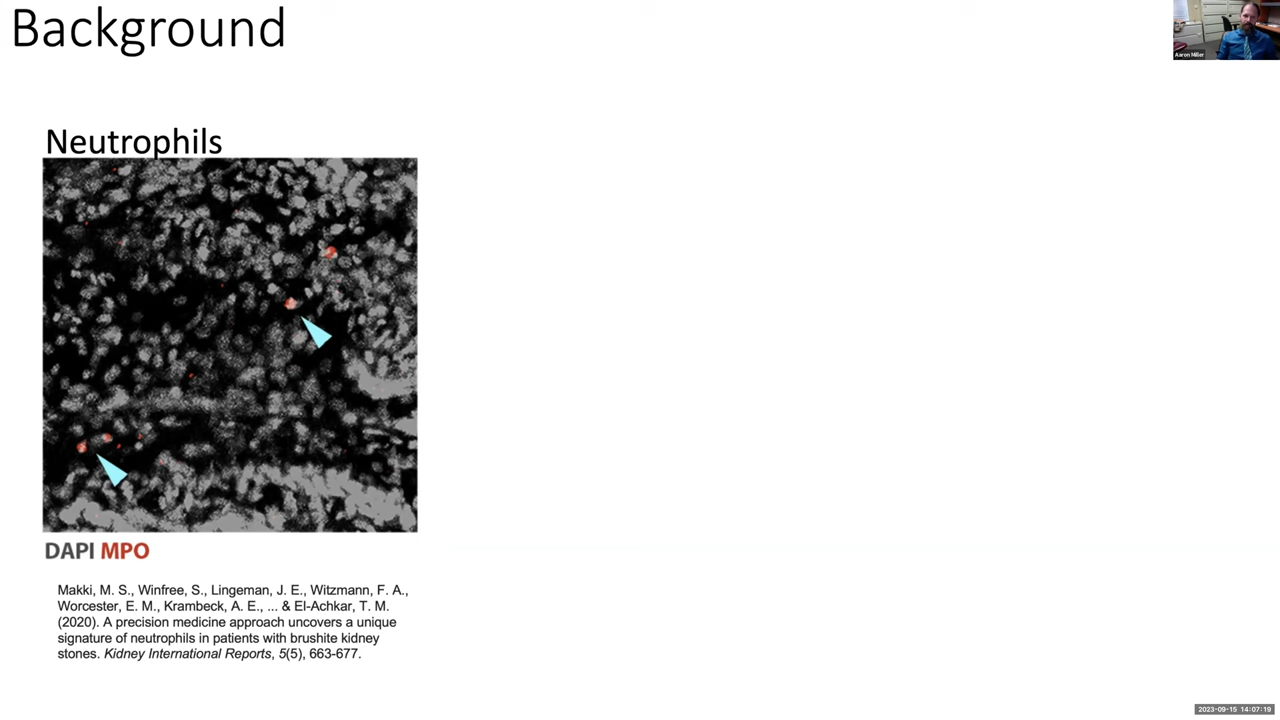 Background
Aaron Miller
Neutrophils
DAPI MPO
Makki, M. S., Winfree, S., Lingeman, J. E., Witzmann, F. A.,
Worcester, E. M., Krambeck, A. E., ... & El-Achkar, T. M.
(2020). A precision medicine approach uncovers a unique
signature of neutrophils in patients with brushite kidney
stones. Kidney International Reports, 5(5), 663-677.
2023-09-15 14:07:19